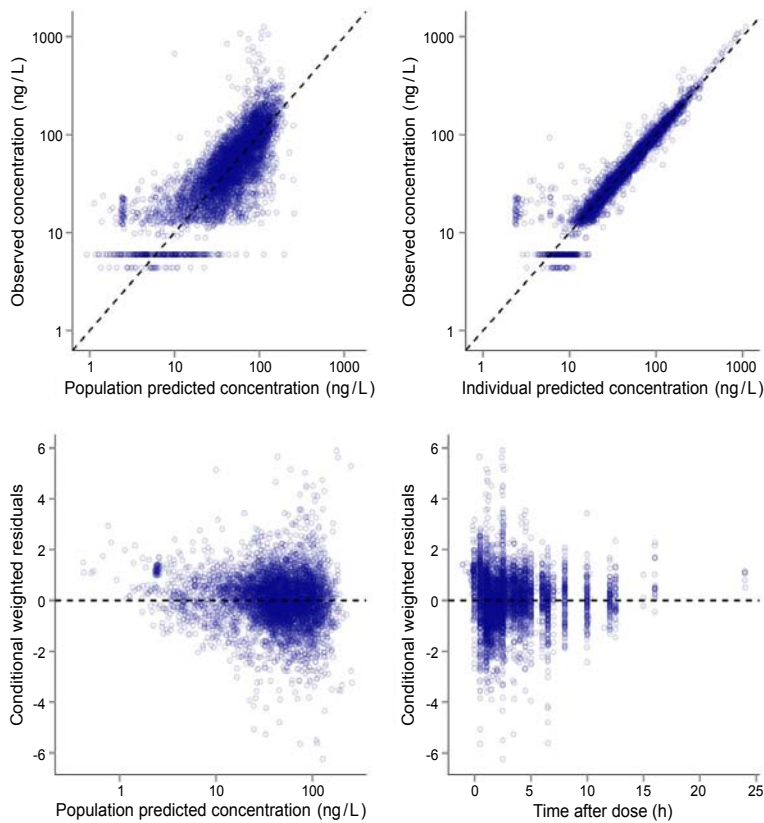 1000
100
10
1
Observed concentration (ng/L)
1 10 100 1000
Population predicted concentration (ng/L)
1000
100
10
1
Observed concentration (ng/L)
1 10 100 1000
Individual predicted concentration (ng/L)
6
4
2
0
-2
-4
-6
Conditional weighted residuals
1 10 100
Population predicted concentration (ng/L)
6
4
2
0
-2
-4
-6
Conditional weighted residuals
0 5 10 15 20 25
Time after dose (h)